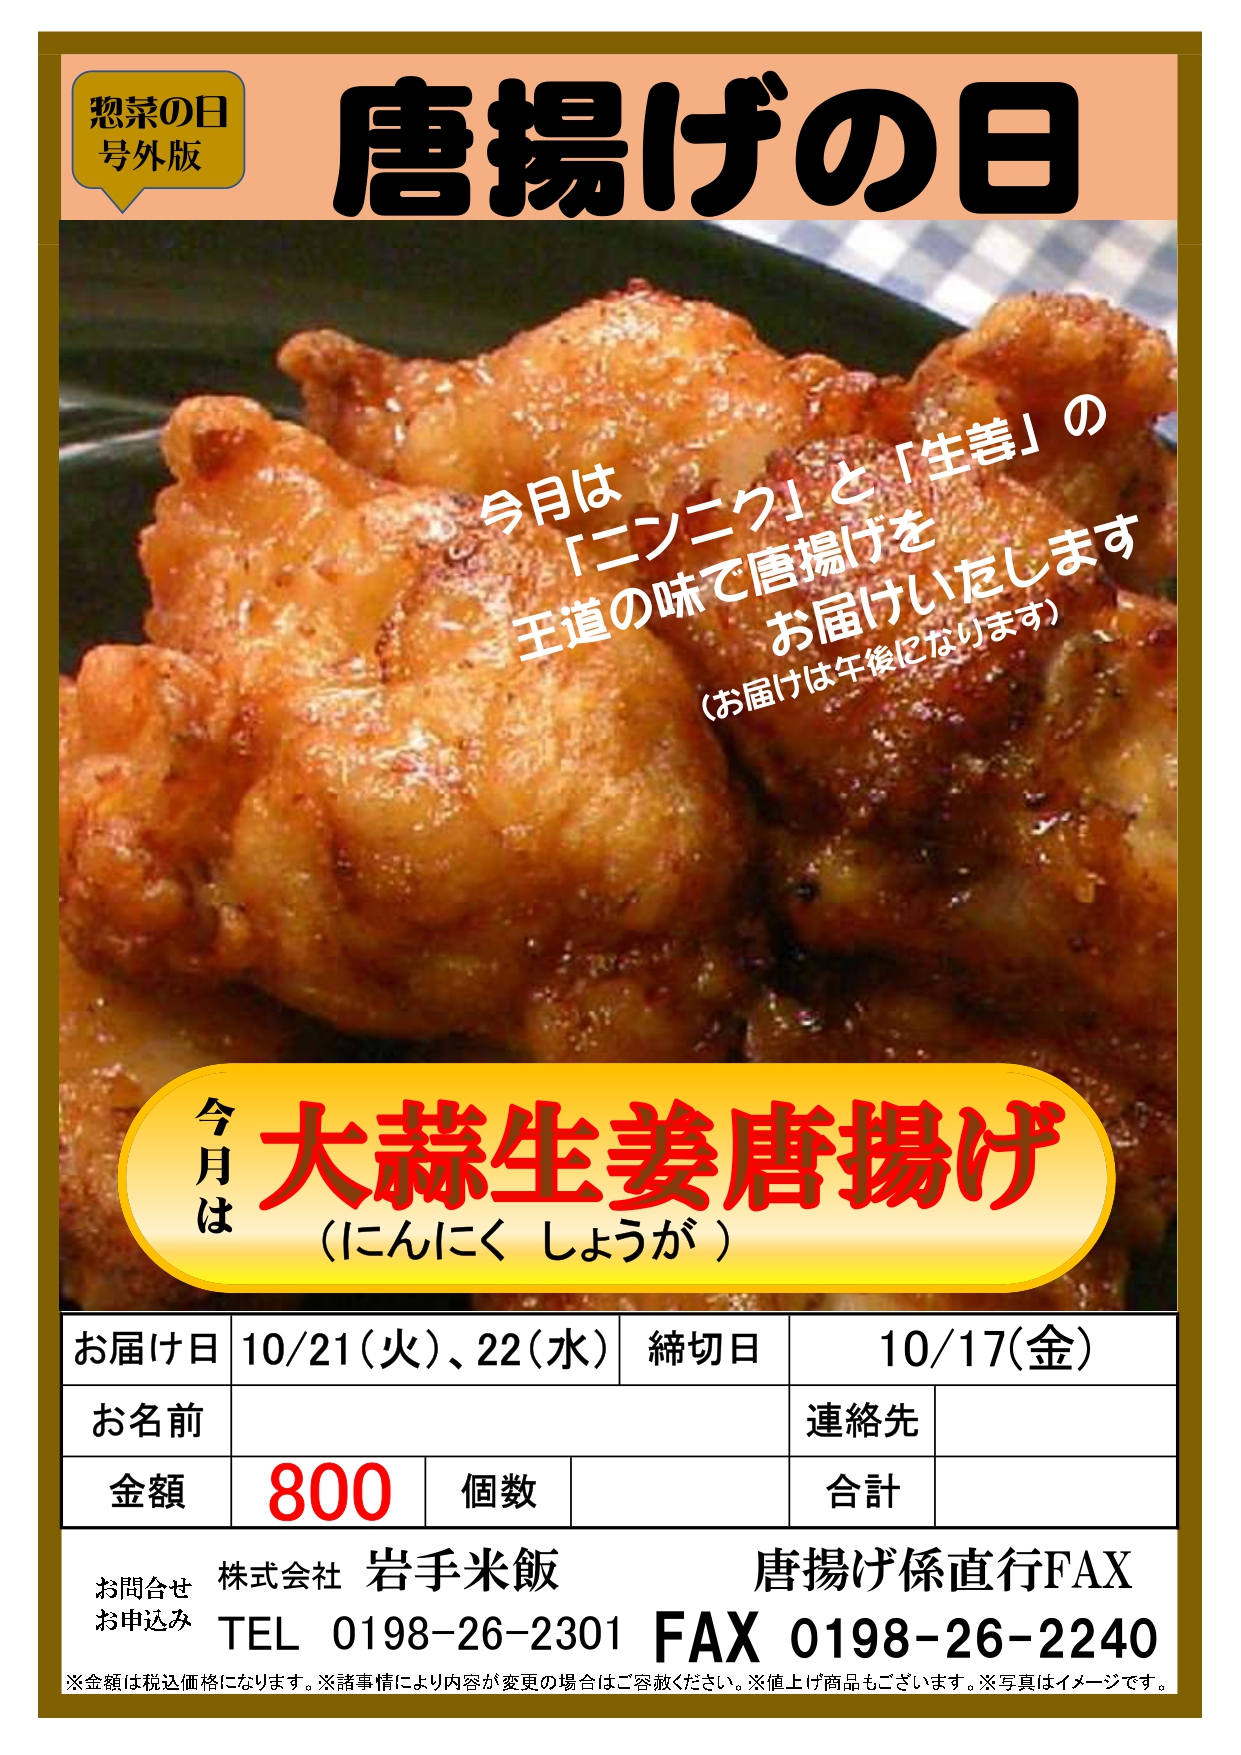 惣菜の日
号外版
唐揚げの日
今月は
「ニンニク」と「生姜」の
王道の味で唐揚げを
お届けいたします
(お届けは午後になります)
今月は
大蒜生姜唐揚げ
(にんにく しょうが )
お届け日 10/21(火)、22(水) 締切日 10/17(金)
お名前 連絡先
金額 800 個数 合計
お問合せ
お申込み
株式会社 岩手米飯 唐揚げ係直行FAX
TEL 0198-26-2301 FAX 0198-26-2240
※金額は税込価格になります。※諸事情により内容が変更の場合はご容赦ください。※値上げ商品もございます。※写真はイメージです。